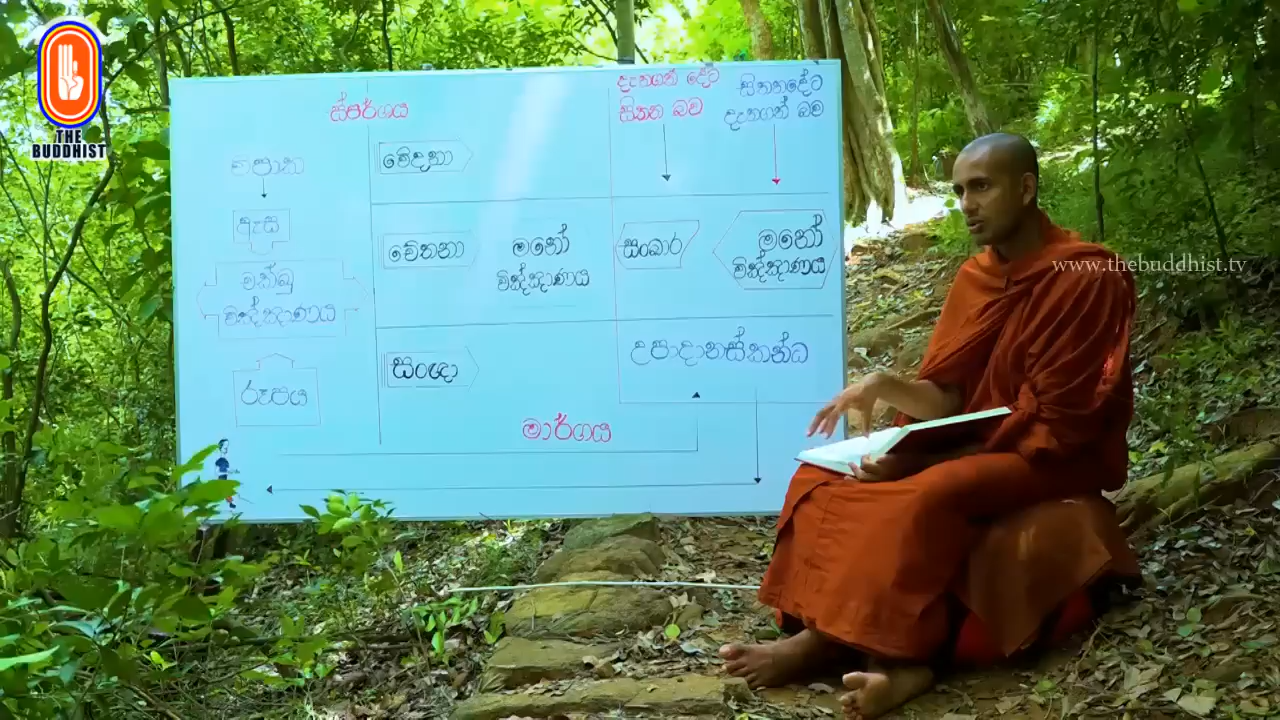 THE
BUDDHIST
www.thebuddhist.tv
ස්පර්ශය
දැනගත් දේට
සිතන බව
සිතනදේට
දැනගත් බව
විපාක
ඇස
චක්ඛු
වික්ද්ඤාණය
රූපය
වේදනා
චේතනා
සංඥා
මනෝ
වික්ද්ඤාණය
සංඛාර
මනෝ
වික්ද්ඤාණය
උපාදානස්කන්ධ
මාර්ගය